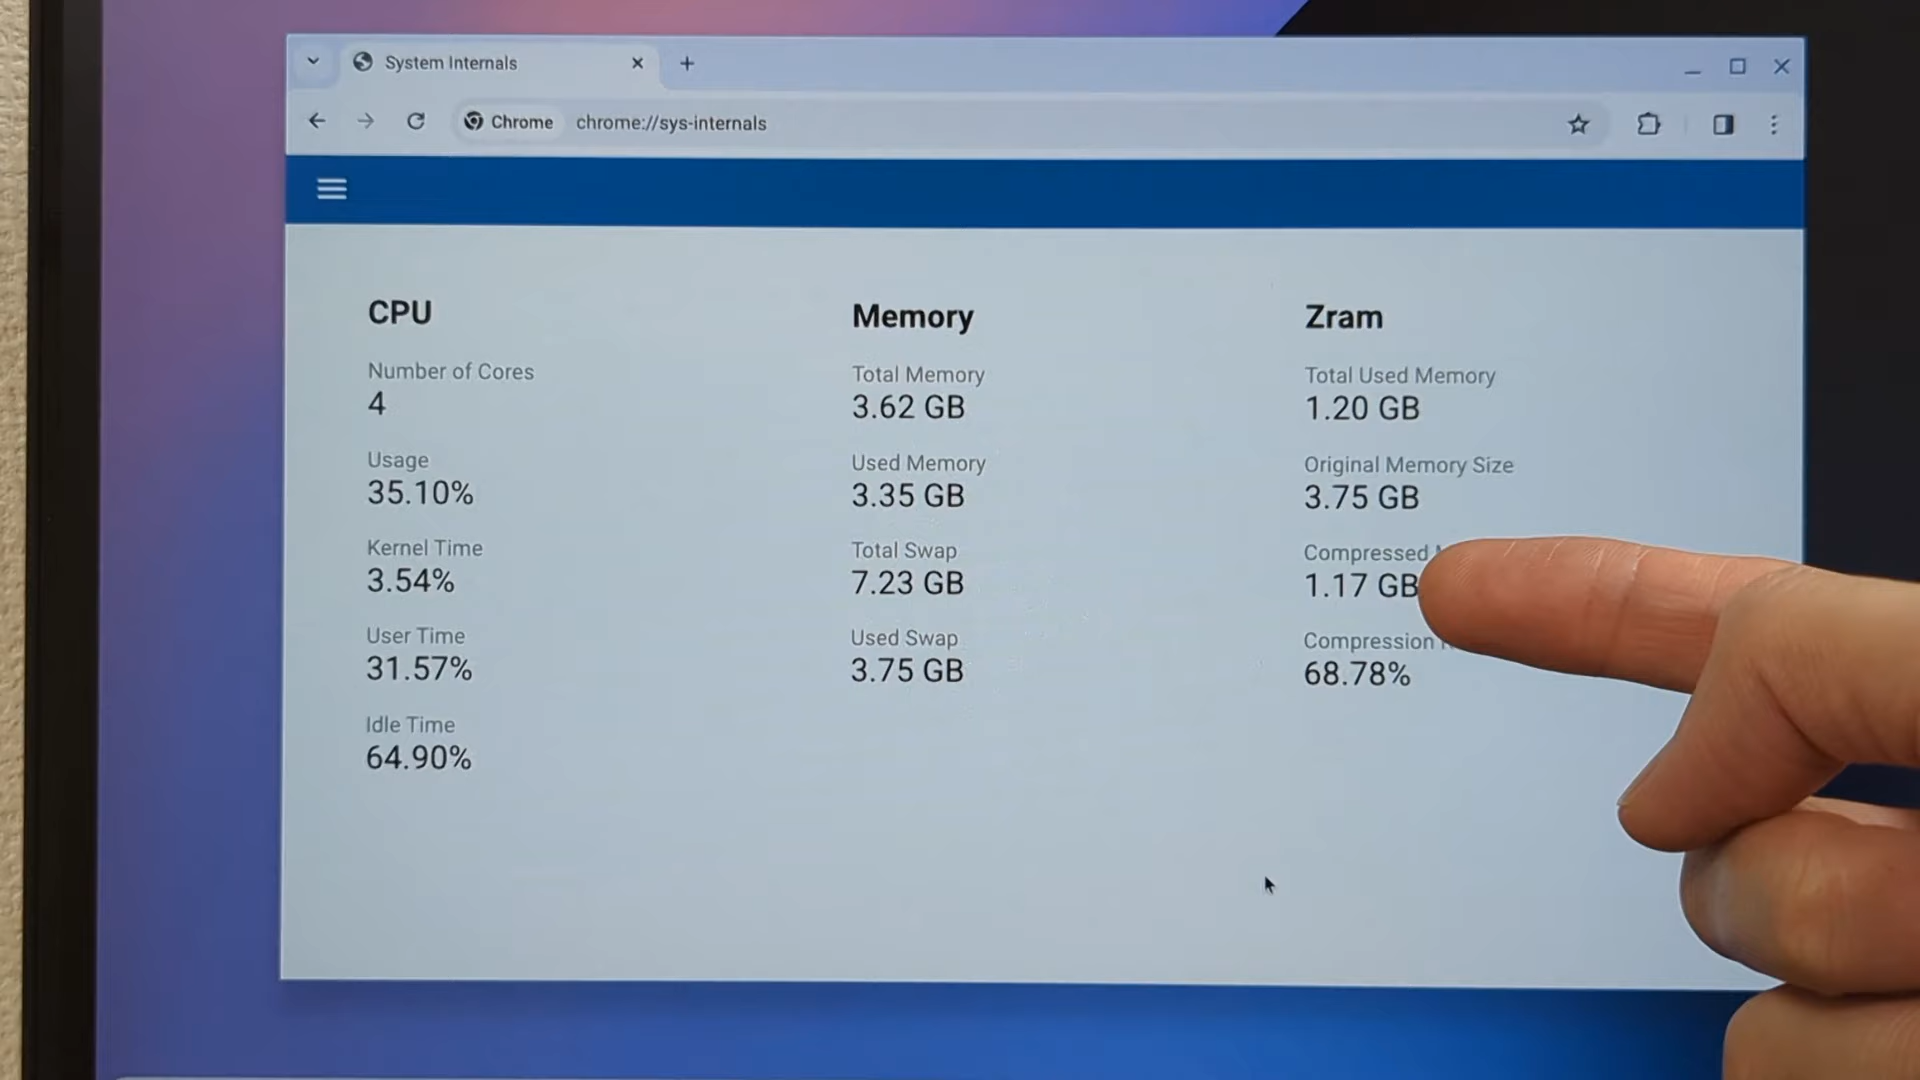 System Internals
Chrome chrome://sys-internals
CPU
Number of Cores
4
Usage
35.10%
Kernel Time
3.54%
User Time
31.57%
Idle Time
64.90%
Memory
Total Memory
3.62 GB
Used Memory
3.35 GB
Total Swap
7.23 GB
Used Swap
3.75 GB
Zram
Total Used Memory
1.20 GB
Original Memory Size
3.75 GB
Compressed
1.17 GB
Compression
68.78%